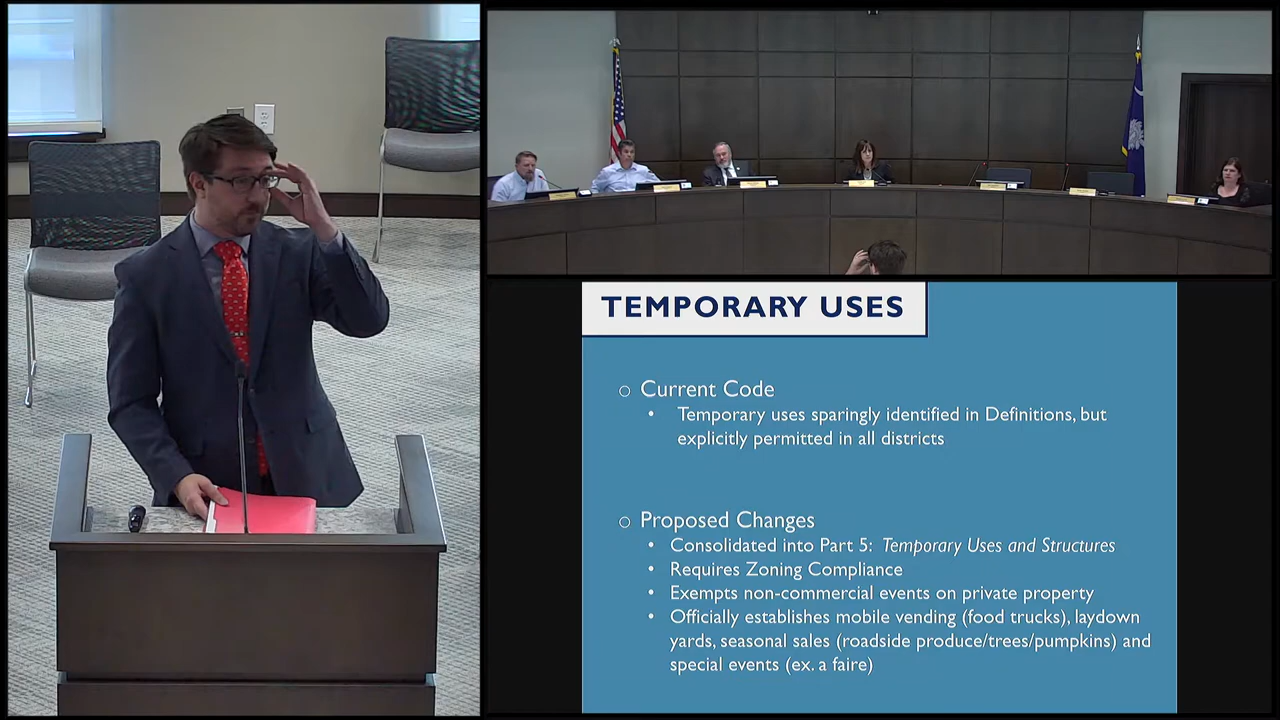 TEMPORARY USES
o Current Code
• Temporary uses sparingly identified in Definitions, but
explicitly permitted in all districts
o Proposed Changes
• Consolidated into Part 5: Temporary Uses and Structures
• Requires Zoning Compliance
• Exempts non-commercial events on private property
• Officially establishes mobile vending (food trucks), laydown
yards, seasonal sales (roadside produce/trees/pumpkins) and
special events (ex. a faire)